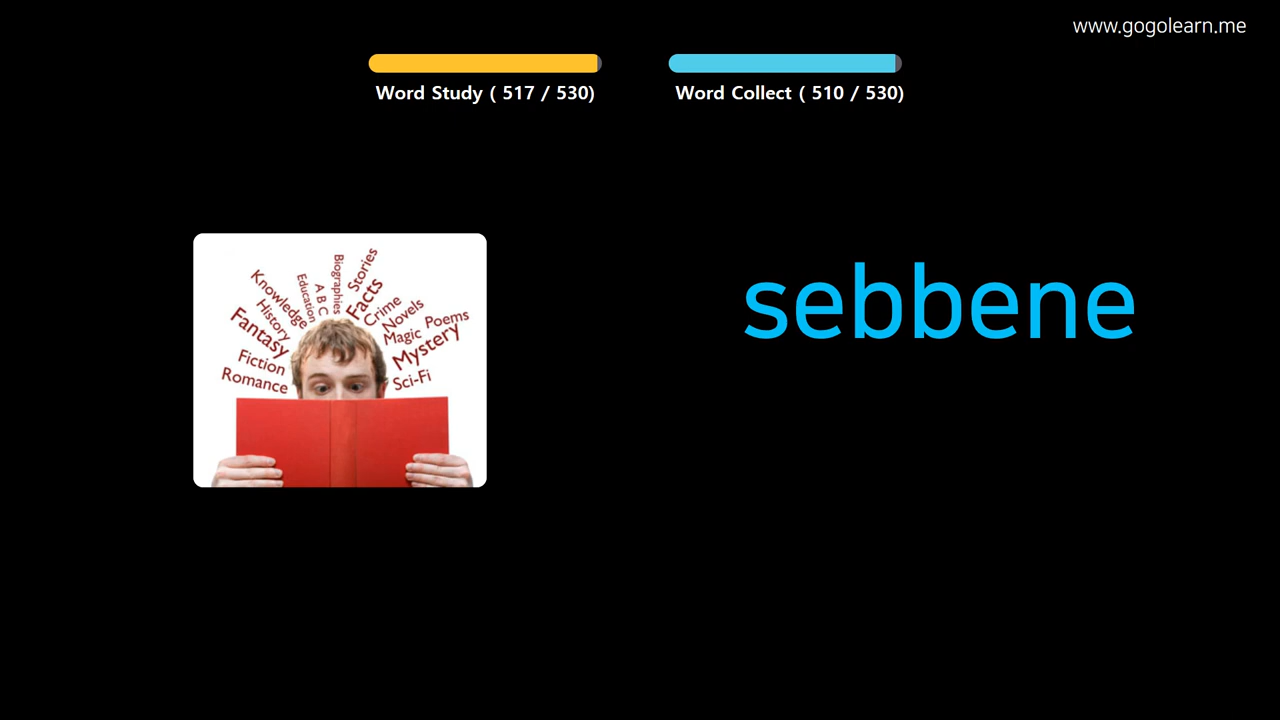 www.gogolearn.me
Word Study ( 517 / 530)
Word Collect ( 510 / 530)
sebbene
Knowledge
History
Fantasy
Fiction
Romance
Education
A B C
Biographies
Stories
Facts
Crime
Novels
Magic
Poems
Mystery
Sci-Fi